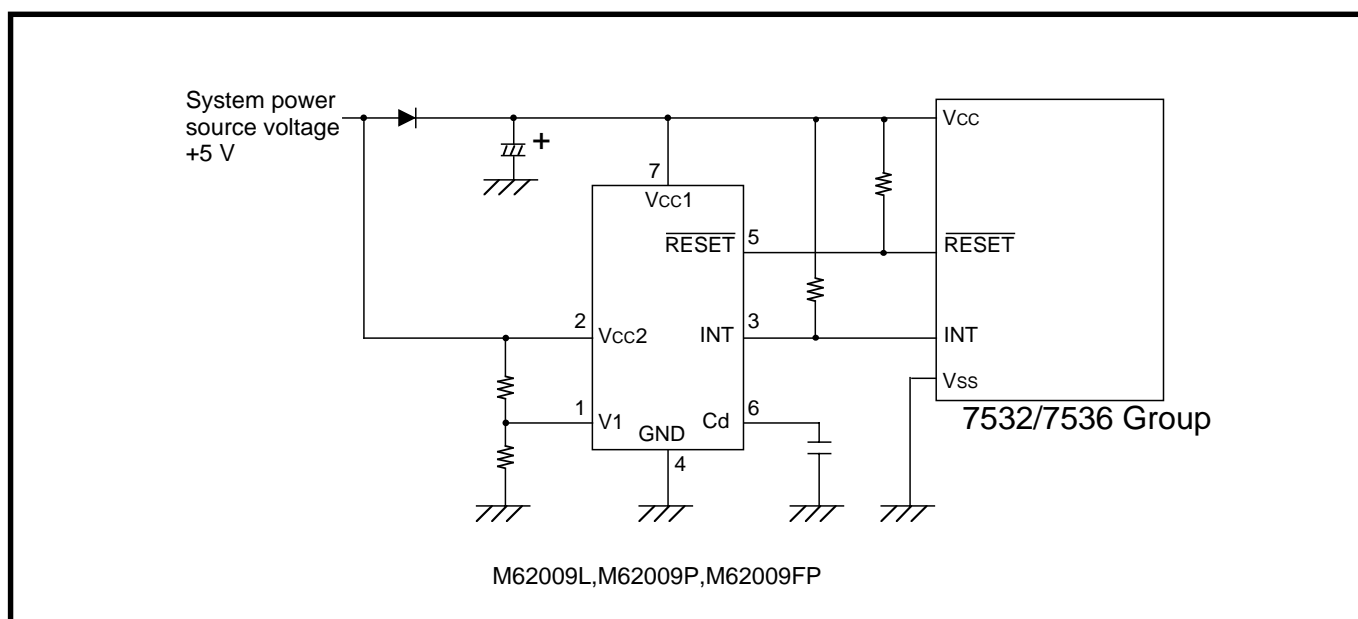 System power
source voltage
+5 V
+
7
VCC1
RESET
5
2
VCC2
INT
3
1
V1
GND
4
Cd
6
VCC
RESET
INT
VSS
7532/7536 Group
M62009L,M62009P,M62009FP